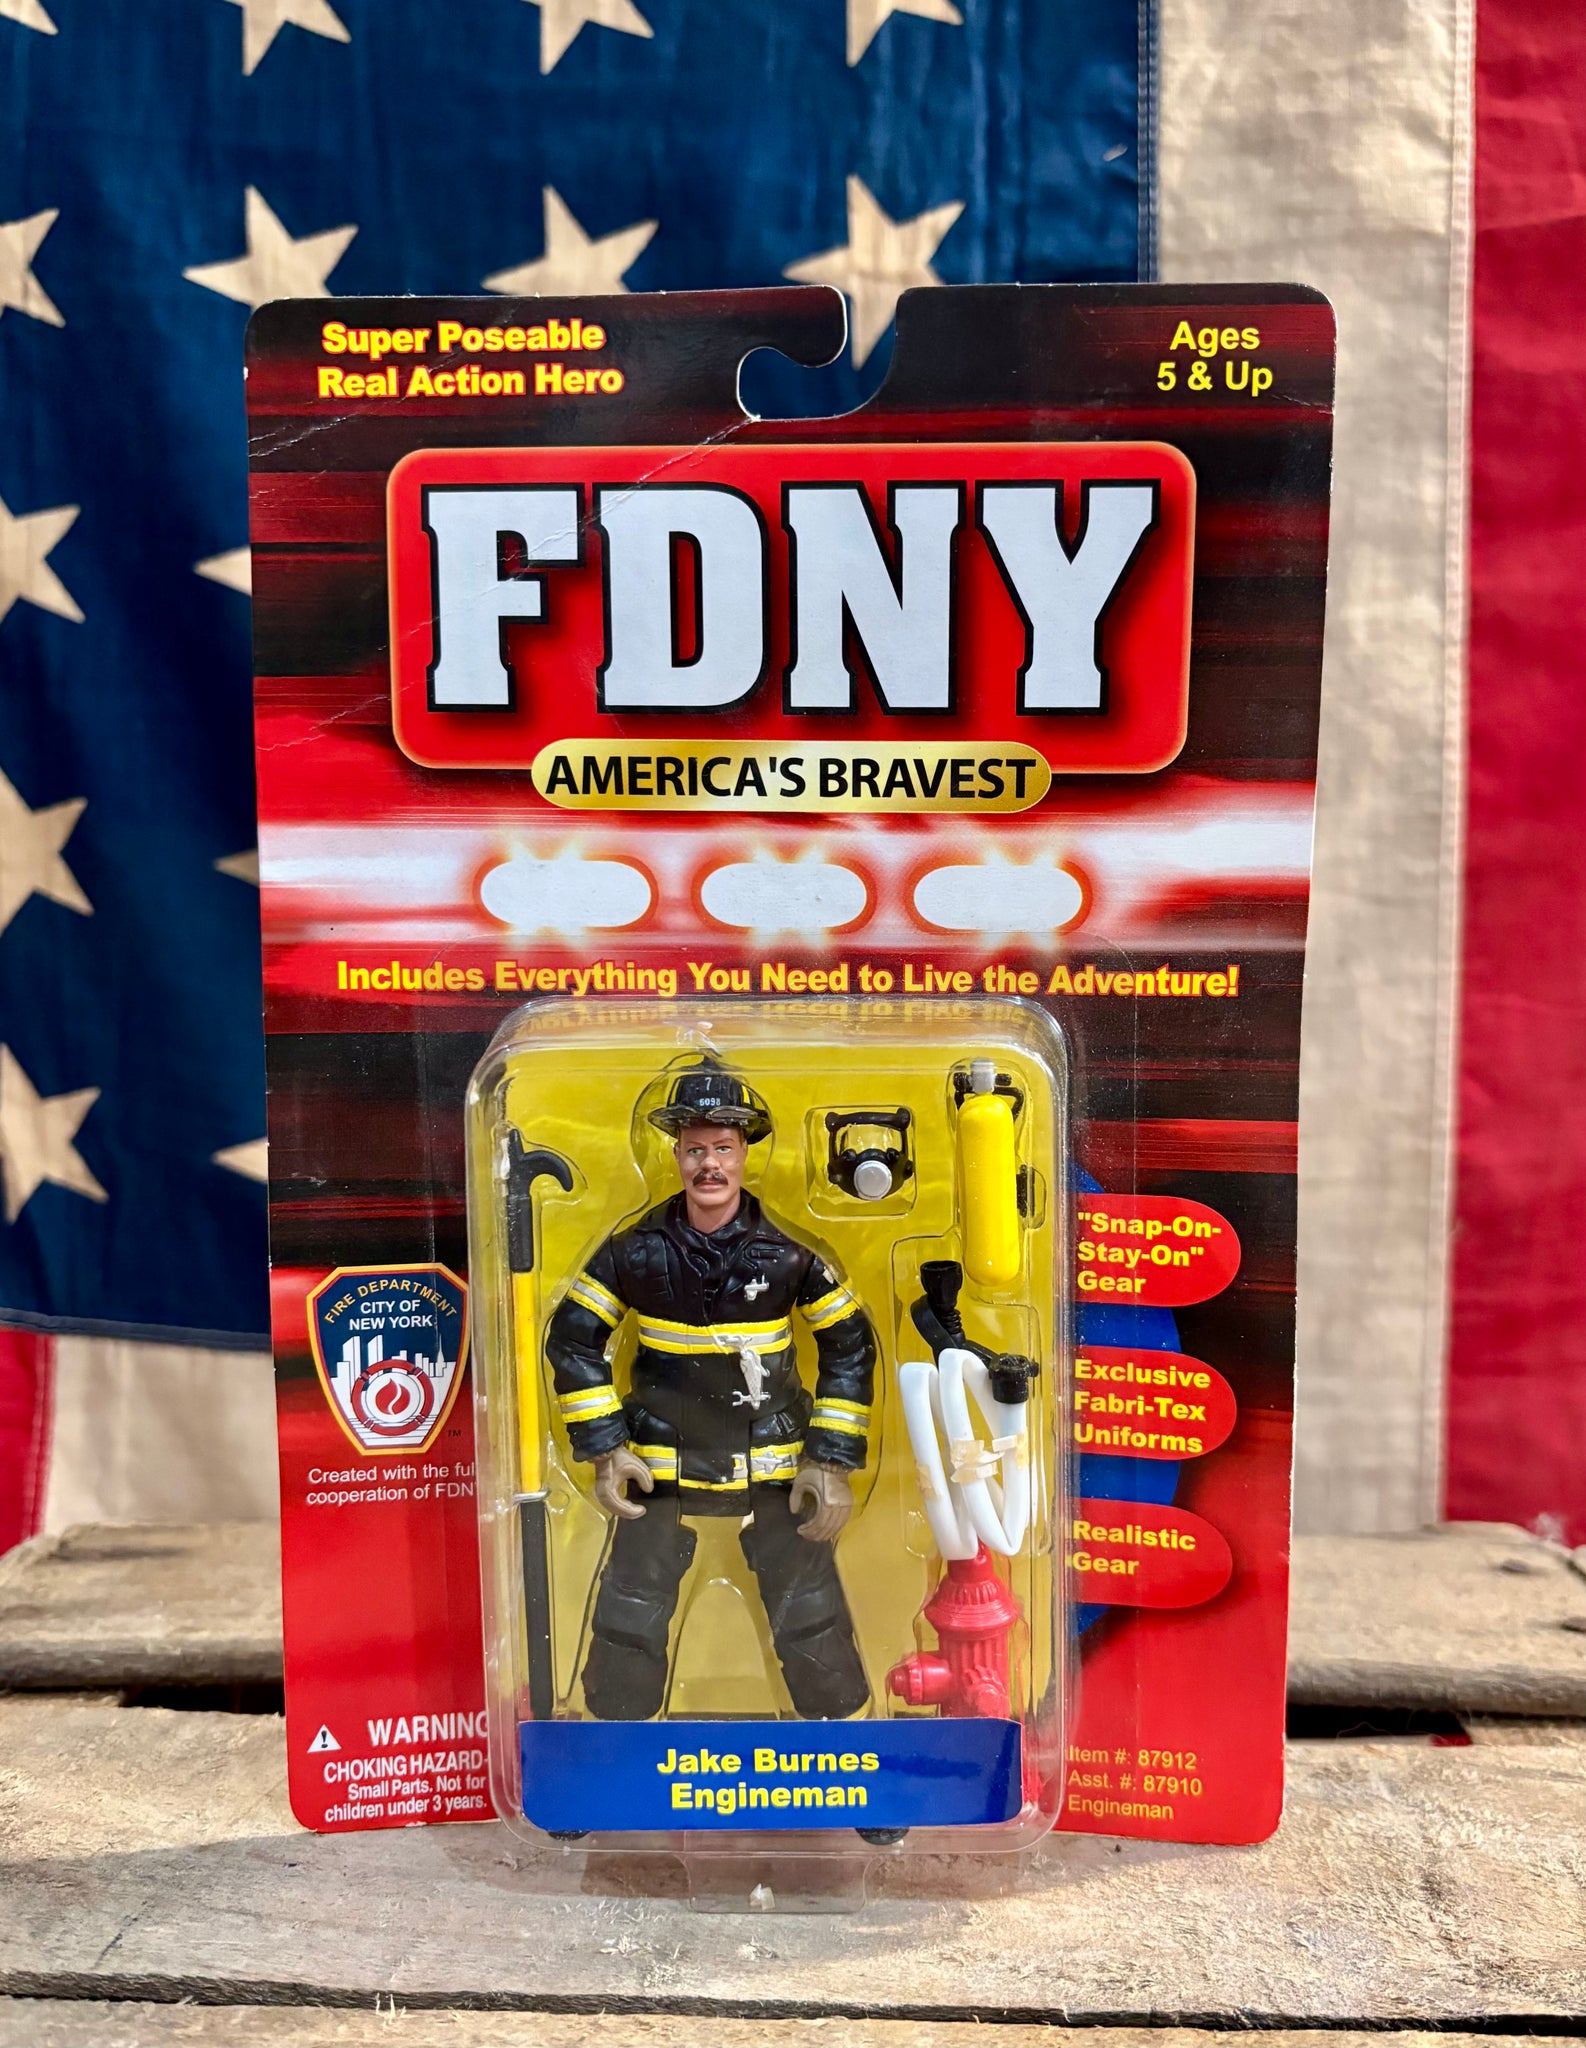 Super Poseable
Real Action Hero
Ages
5 & Up
FDNY
AMERICA'S BRAVEST
Includes Everything You Need to Live the Adventure!
7
"Snap-On-
Stay-On"
Gear
FIRE DEPARTMENT
CITY OF
NEW YORK
TM
Exclusive
Fabri-Tex
Uniforms
Created with the ful
cooperation of FDN
Realistic
Gear
WARNING
CHOKING HAZARD-
Small Parts. Not for
children under 3 years.
Jake Burnes
Engineman
Item #: 87912
Asst. #: 87910
Engineman